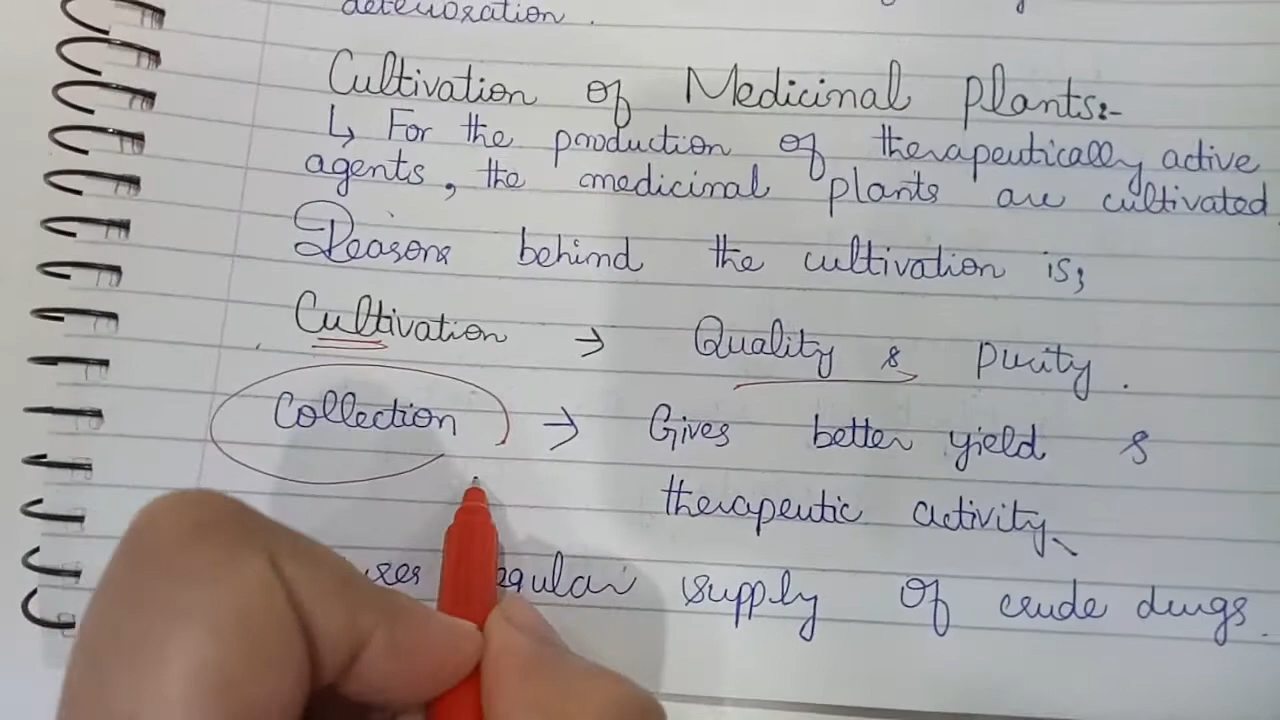 deterioration.
Cultivation of Medicinal Plants:-
↳ For the production of therapeutically active
agents, the medicinal plants are cultivated
Reasons behind the cultivation is;
Cultivation → Quality & Purity.
Collection → Gives better yield &
therapeutic activity
supply of crude drugs.